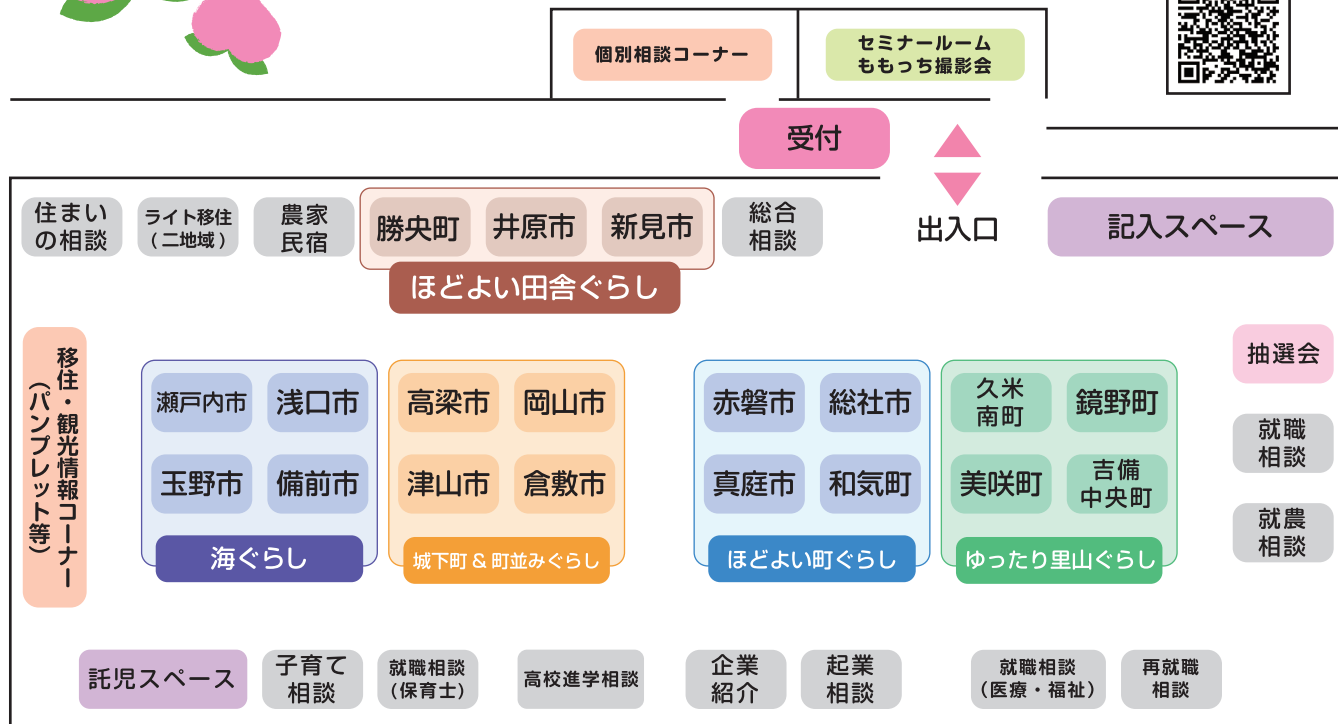 個別相談コーナー
セミナールーム
ももっち撮影会
受付
出入口
住まい
の相談
ライト移住
(二地域)
農家
民宿
勝央町
井原市
新見市
ほどよい田舎ぐらし
総合
相談
記入スペース
移住・観光情報コーナー
(パンフレット等)
瀬戸内市
浅口市
玉野市
備前市
海ぐらし
高梁市
岡山市
津山市
倉敷市
城下町&町並みぐらし
赤磐市
総社市
真庭市
和気町
ほどよい町ぐらし
久米
南町
鏡野町
美咲町
吉備
中央町
ゆったり里山ぐらし
抽選会
就職
相談
就農
相談
託児スペース
子育て
相談
就職相談
(保育士)
高校進学相談
企業
紹介
起業
相談
就職相談
(医療・福祉)
再就職
相談